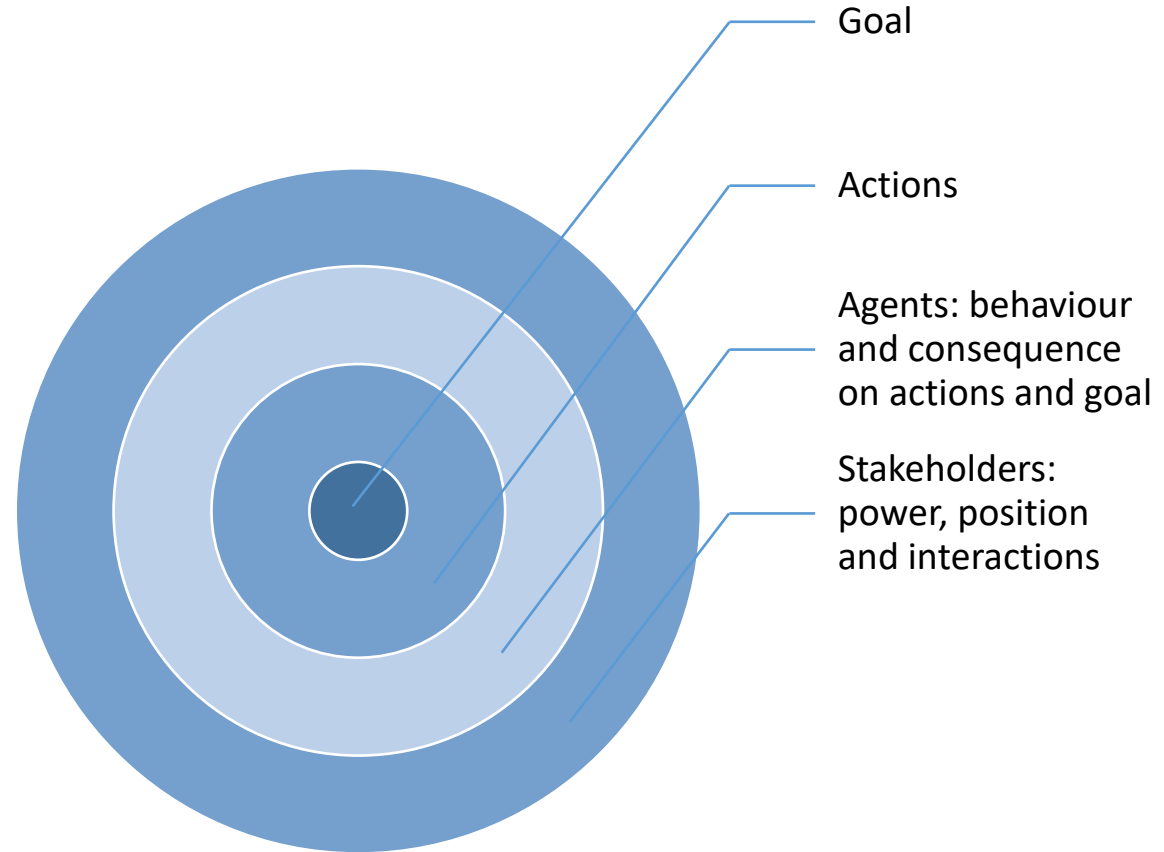 Goal
Actions
Agents: behaviour
and consequence
on actions and goal
Stakeholders:
power, position
and interactions